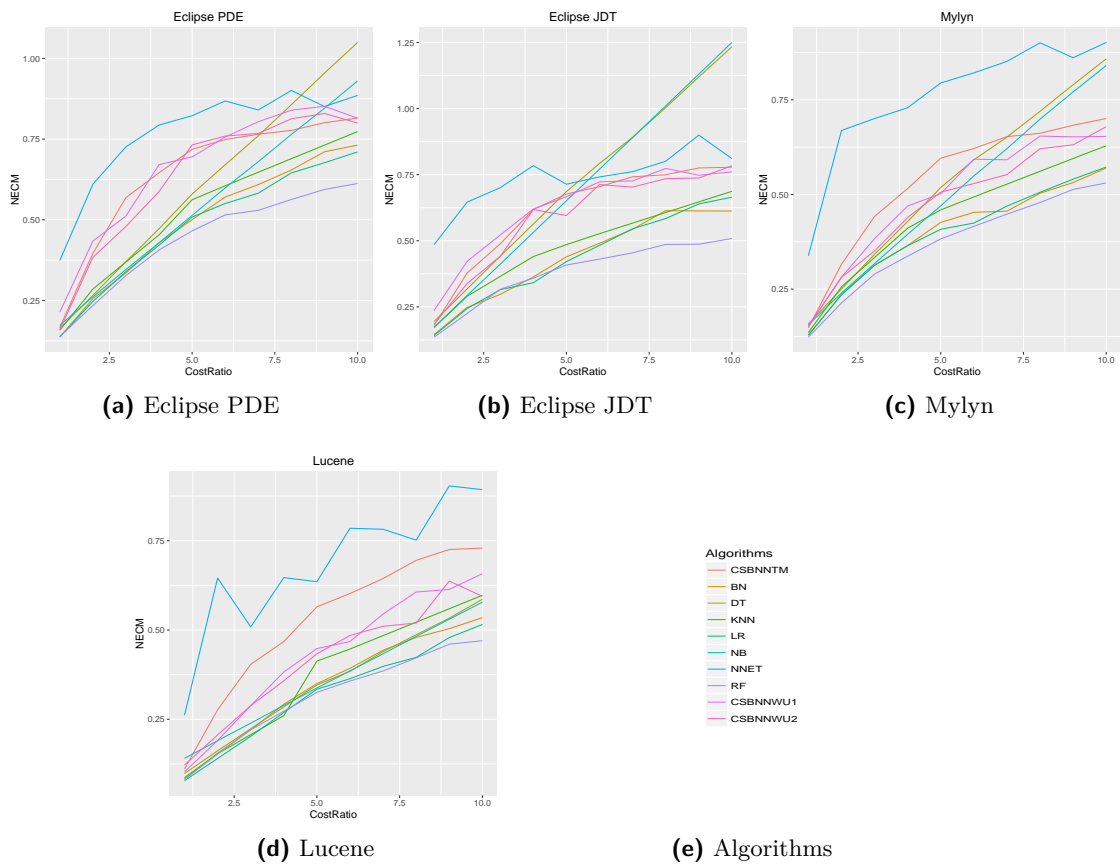 Eclipse PDE
NECM
1.00
0.75
0.50
0.25
2.5
5.0
7.5
10.0
CostRatio
(a) Eclipse PDE
Eclipse JDT
NECM
1.25
1.00
0.75
0.50
0.25
2.5
5.0
7.5
10.0
CostRatio
(b) Eclipse JDT
Mylyn
NECM
0.75
0.50
0.25
2.5
5.0
7.5
10.0
CostRatio
(c) Mylyn
Lucene
NECM
0.75
0.50
0.25
2.5
5.0
7.5
10.0
CostRatio
(d) Lucene
Algorithms
CSBNNTM
BN
DT
KNN
LR
NB
NNET
RF
CSBNNWU1
CSBNNWU2
(e) Algorithms